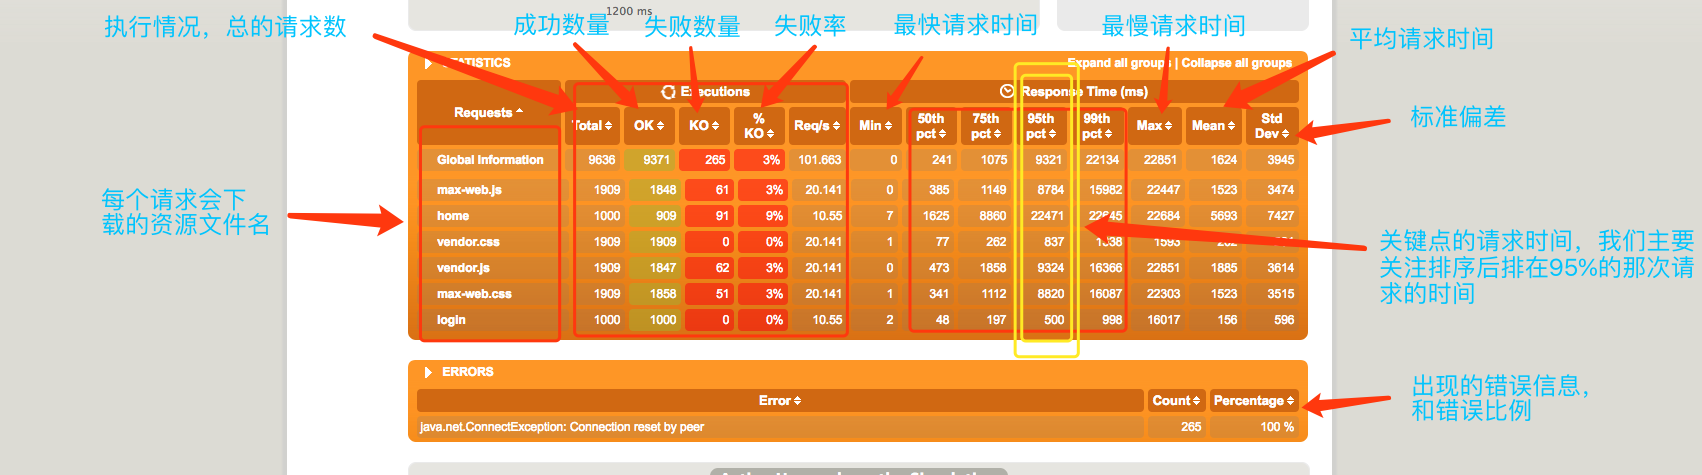 1200 ms
执行情况，总的请求数
成功数量
失败数量
失败率
最快请求时间
最慢请求时间
平均请求时间
STATISTICS
Expand all groups | Collapse all groups
Requests
Executions
Response Time (ms)
Total OK KO % KO Req/s Min 50th pct 75th pct 95th pct 99th pct Max Mean Std Dev
标准偏差
Global Information 9636 9371 265 3% 101.663 0 241 1075 9321 22134 22851 1624 3945
max-web.js 1909 1848 61 3% 20.141 0 385 1149 8784 15982 22447 1523 3474
home 1000 909 91 9% 10.55 7 1625 8860 22471 22645 22684 5693 7427
vendor.css 1909 1909 0 0% 20.141 1 77 262 837 1593
vendor.js 1909 1847 62 3% 20.141 0 473 1858 9324 16366 22851 1885 3614
max-web.css 1909 1858 51 3% 20.141 1 341 1112 8820 16087 22303 1523 3515
login 1000 1000 0 0% 10.55 2 48 197 500 998 16017 156 596
每个请求会下
载的资源文件名
关键点的请求时间，我们主要
关注排序后排在95%的那次请
求的时间
ERRORS
Error Count Percentage
java.net.ConnectException: Connection reset by peer 265 100 %
出现的错误信息，
和错误比例